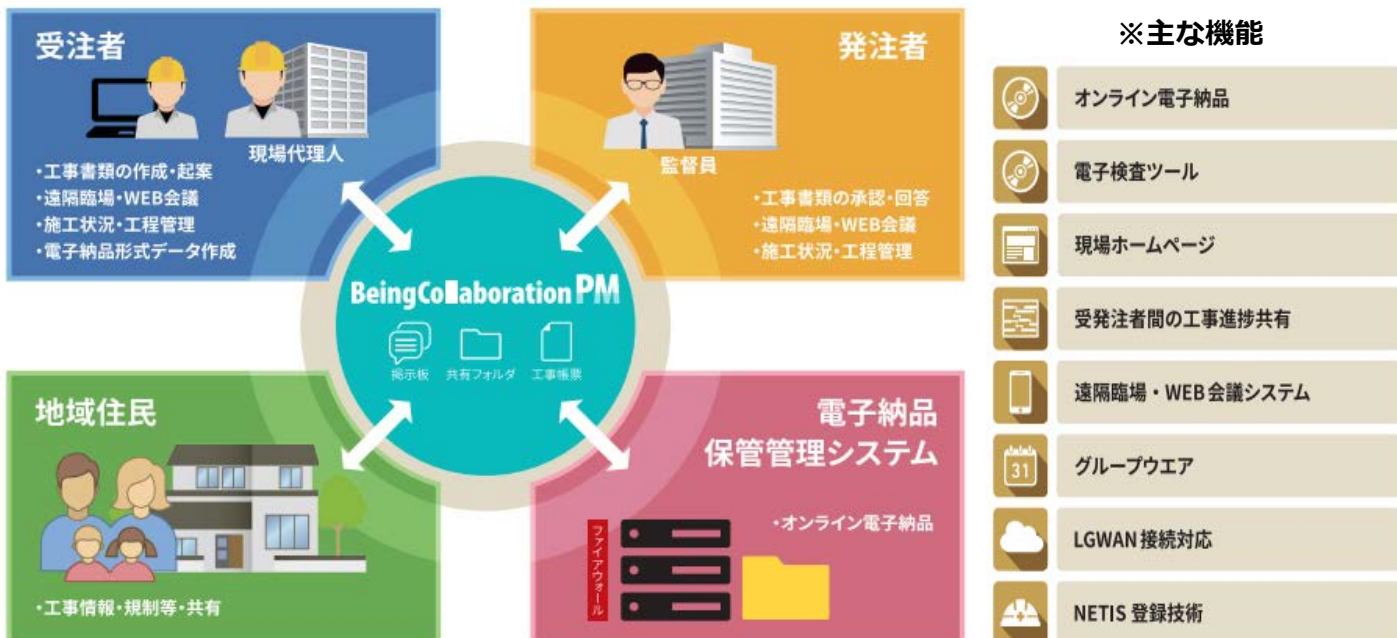 受注者
現場代理人
・工事書類の作成・起案
・遠隔臨場・WEB会議
・施工状況・工程管理
・電子納品形式データ作成
発注者
監督員
・工事書類の承認・回答
・遠隔臨場・WEB会議
・施工状況・工程管理
BeingCollaboration PM
掲示板
共有フォルダ
工事帳票
地域住民
・工事情報・規制等・共有
電子納品
保管管理システム
・オンライン電子納品
ファイアウォール
※主な機能
オンライン電子納品
電子検査ツール
現場ホームページ
受発注者間の工事進捗共有
遠隔臨場・WEB会議システム
31
グループウエア
LGWAN接続対応
NETIS登録技術